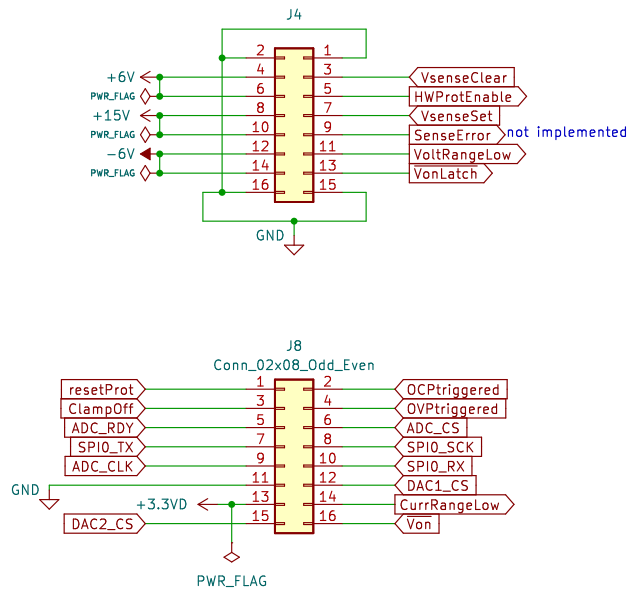 J4
2 1
+6V 4 3 VsenseClear
PWR_FLAG 6 5 HWProtEnable
+15V 8 7 VsenseSet
PWR_FLAG 10 9 SenseError not implemented
-6V 12 11 VoltRangeLow
PWR_FLAG 14 13 VonLatch
16 15
GND
J8
Conn_02x08_Odd_Even
resetProt 1 2 OCPtriggered
ClampOff 3 4 OVPtriggered
ADC_RDY 5 6 ADC_CS
SPI0_TX 7 8 SPI0_SCK
ADC_CLK 9 10 SPI0_RX
GND 11 12 DAC1_CS
+3.3VD 13 14 CurrRangeLow
DAC2_CS 15 16 Von
PWR_FLAG